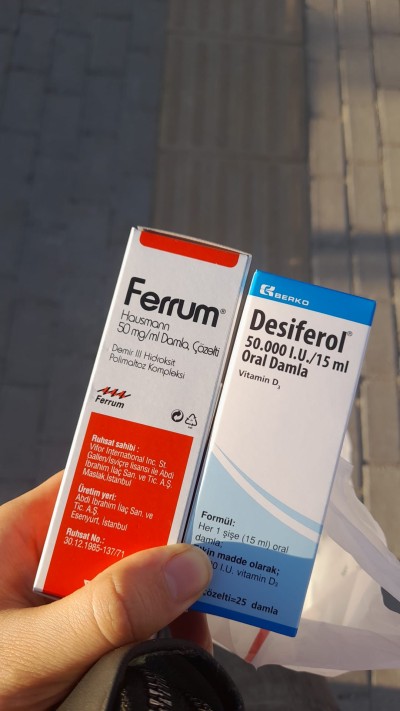 Ferrum®
Hausmann
50 mg/ml Damla, Çözelti
Demir III Hidroksit
Polimaltoz Kompleksi
Ferrum
Ruhsat sahibi :
Vifor International Inc. St.
Gallen/İsviçre lisansı ile Abdi
İbrahim İlaç San. ve Tic. A.Ş.
Maslak,İstanbul
Üretim yeri:
Abdi İbrahim İlaç San. ve
Tic. A.Ş.
Esenyurt, İstanbul
Ruhsat No.:
30.12.1985-137/71
BERKO
Desiferol®
50.000 I.U./15 ml
Oral Damla
Vitamin D3
Formül:
Her 1 şişe (15 ml) oral
damla;
madde olarak;
I.U. vitamin D3
=25 damla